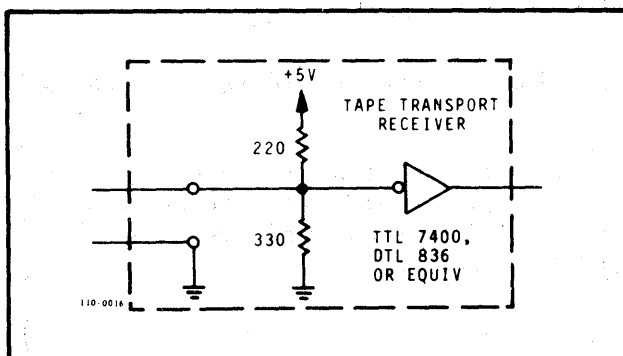 +5V
TAPE TRANSPORT
RECEIVER
220
330
TTL 7400,
DTL 836
OR EQUIV
110-0016